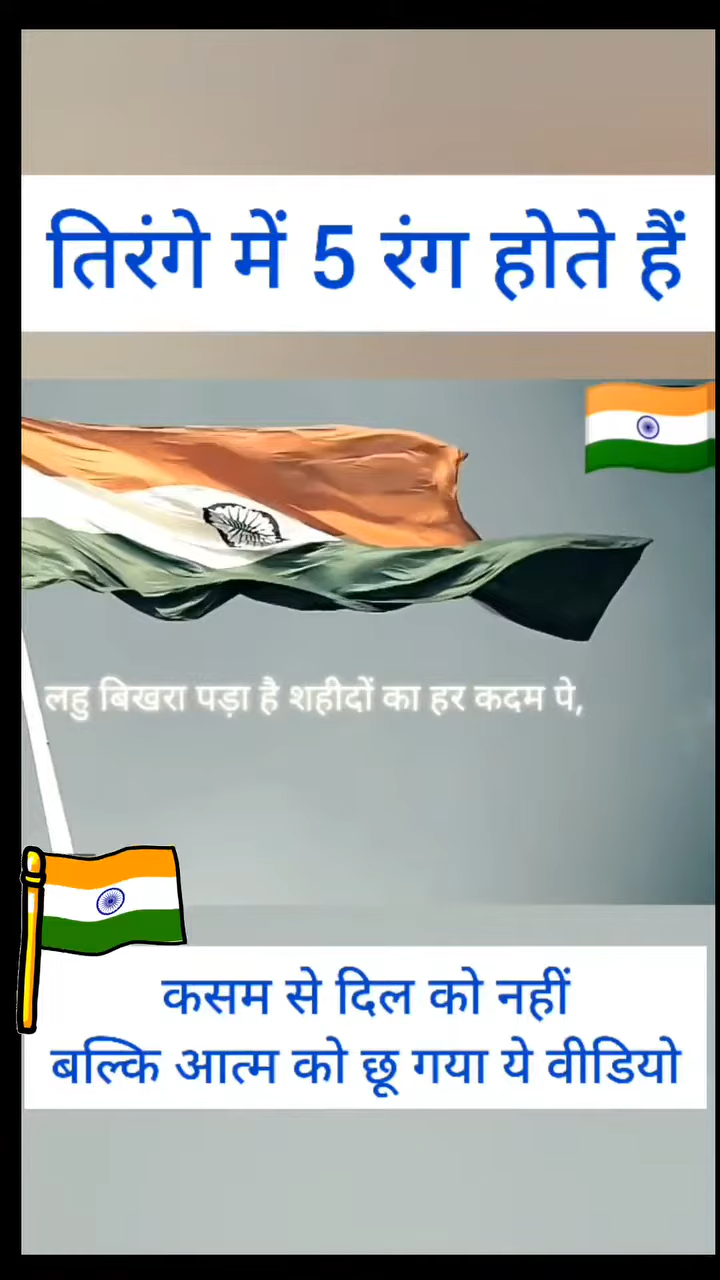 तिरंगे में 5 रंग होते हैं
लहु बिखरा पड़ा है शहीदों का हर कदम पे,
कसम से दिल को नहीं
बल्कि आत्म को छू गया ये वीडियो